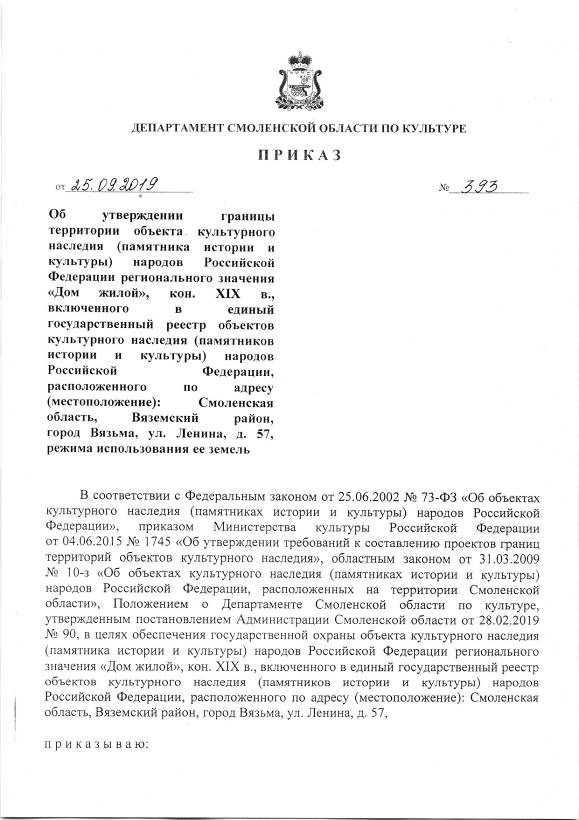 ДЕПАРТАМЕНТ СМОЛЕНСКОЙ ОБЛАСТИ ПО КУЛЬТУРЕ
П Р И К А З
от 25.09.2019 № 393
Об утверждении границы
территории объекта культурного
наследия (памятника истории и
культуры) народов Российской
Федерации регионального значения
«Дом жилой», кон. XIX в.,
включенного в единый
государственный реестр объектов
культурного наследия (памятников
истории и культуры) народов
Российской Федерации,
расположенного по адресу
(местоположение): Смоленская
область, Вяземский район,
город Вязьма, ул. Ленина, д. 57,
режима использования ее земель
В соответствии с Федеральным законом от 25.06.2002 № 73-ФЗ «Об объектах
культурного наследия (памятниках истории и культуры) народов Российской
Федерации», приказом Министерства культуры Российской Федерации
от 04.06.2015 № 1745 «Об утверждении требований к составлению проектов границ
территорий объектов культурного наследия», областным законом от 31.03.2009
№ 10-з «Об объектах культурного наследия (памятниках истории и культуры)
народов Российской Федерации, расположенных на территории Смоленской
области», Положением о Департаменте Смоленской области по культуре,
утвержденным постановлением Администрации Смоленской области от 28.02.2019
№ 90, в целях обеспечения государственной охраны объекта культурного наследия
(памятника истории и культуры) народов Российской Федерации регионального
значения «Дом жилой», кон. XIX в., включенного в единый государственный реестр
объектов культурного наследия (памятников истории и культуры) народов
Российской Федерации, расположенного по адресу (местоположение): Смоленская
область, Вяземский район, город Вязьма, ул. Ленина, д. 57,
п р и к а з ы в а ю: